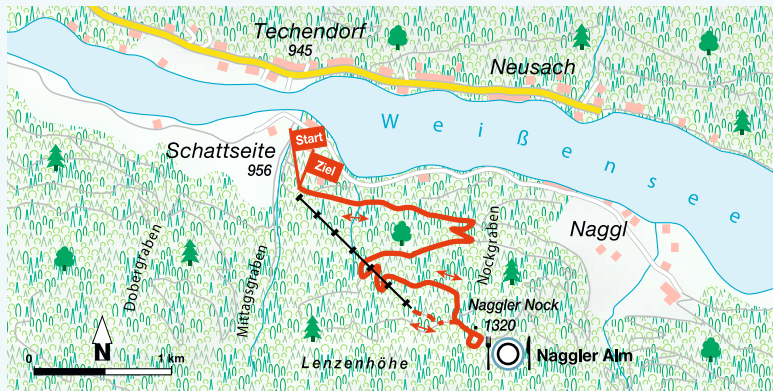 Techendorf
945
Neusach
Weißensee
Start
Ziel
Schattseite
956
Naggl
Dobergraben
Mittagsgraben
Nockgraben
Naggler Nock
1320
Naggler Alm
Lenzenhöhe
N
0 1 km